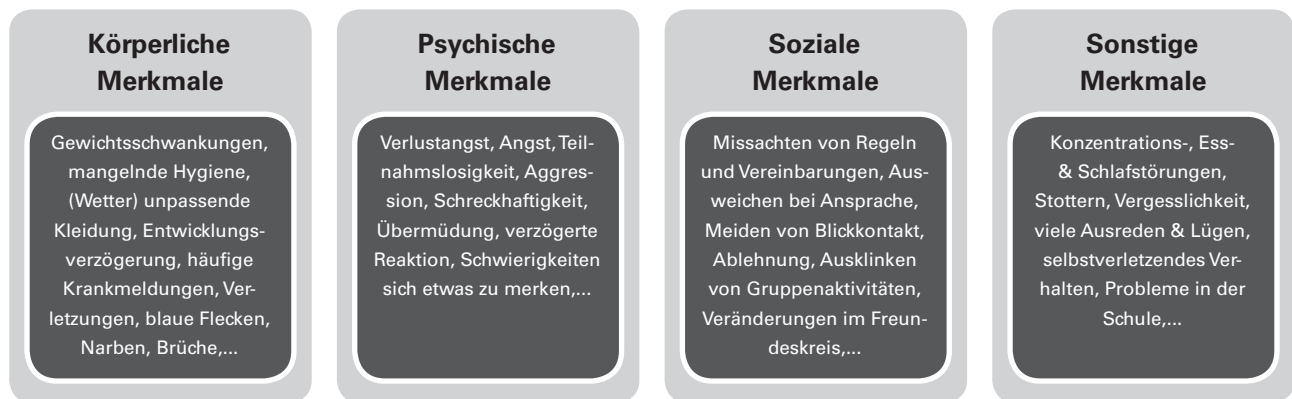 Körperliche
Merkmale
Gewichtsschwankungen,
mangelnde Hygiene,
(Wetter) unpassende
Kleidung, Entwicklungs-
verzögerung, häufige
Krankmeldungen, Ver-
letzungen, blaue Flecken,
Narben, Brüche,...
Psychische
Merkmale
Verlustangst, Angst, Teil-
nahmslosigkeit, Aggres-
sion, Schreckhaftigkeit,
Übermüdung, verzögerte
Reaktion, Schwierigkeiten
sich etwas zu merken,...
Soziale
Merkmale
Missachten von Regeln
und Vereinbarungen, Aus-
weichen bei Ansprache,
Meiden von Blickkontakt,
Ablehnung, Ausklinken
von Gruppenaktivitäten,
Veränderungen im Freun-
deskreis,...
Sonstige
Merkmale
Konzentrations-, Ess-
& Schlafstörungen,
Stottern, Vergesslichkeit,
viele Ausreden & Lügen,
selbstverletzendes Ver-
halten, Probleme in der
Schule,...